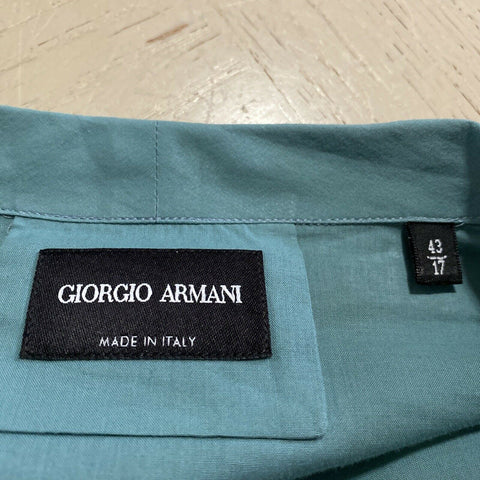 GIORGIO ARMANI
MADE IN ITALY
43
17